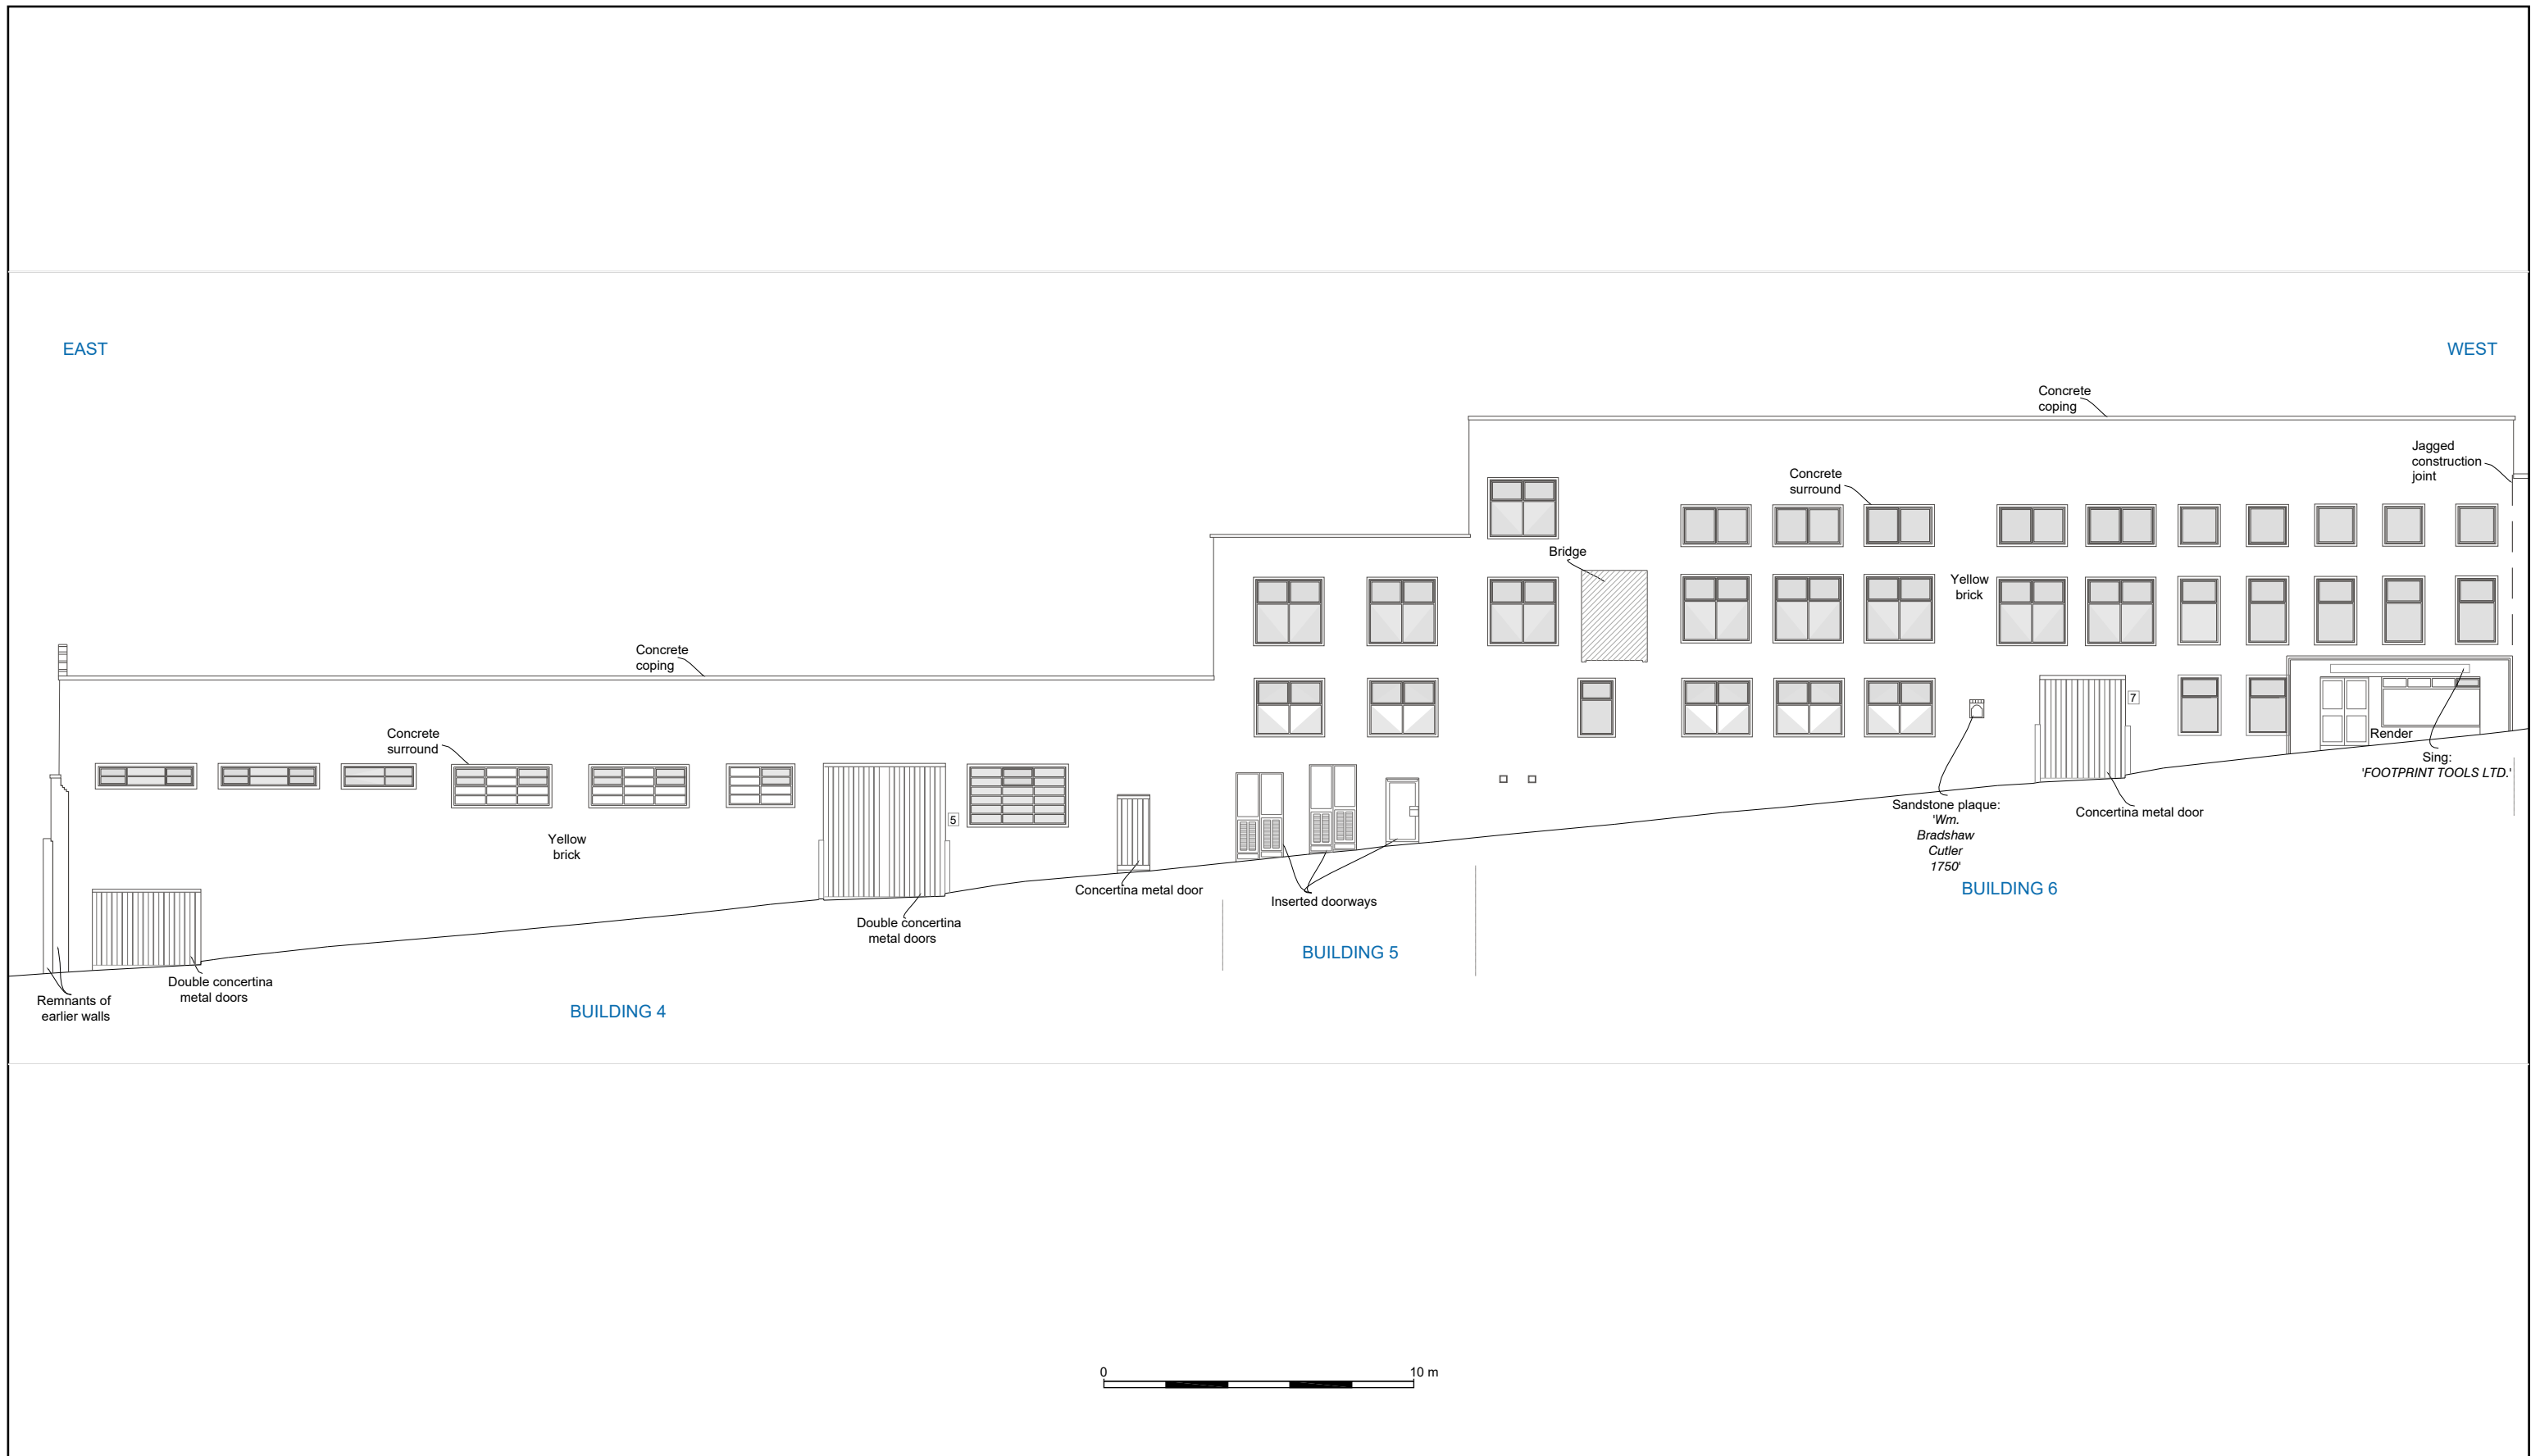 EAST
WEST
Concrete
coping
Jagged
construction
joint
Concrete
surround
Bridge
Yellow
brick
Concrete
coping
7
Concrete
surround
Render
Sing:
'FOOTPRINT TOOLS LTD.'
Sandstone plaque:
'Wm.
Bradshaw
Cutler
1750'
Concertina metal door
5
Yellow
brick
BUILDING 6
Concertina metal door
Inserted doorways
Double concertina
metal doors
BUILDING 5
Double concertina
metal doors
Remnants of
earlier walls
BUILDING 4
0
10 m